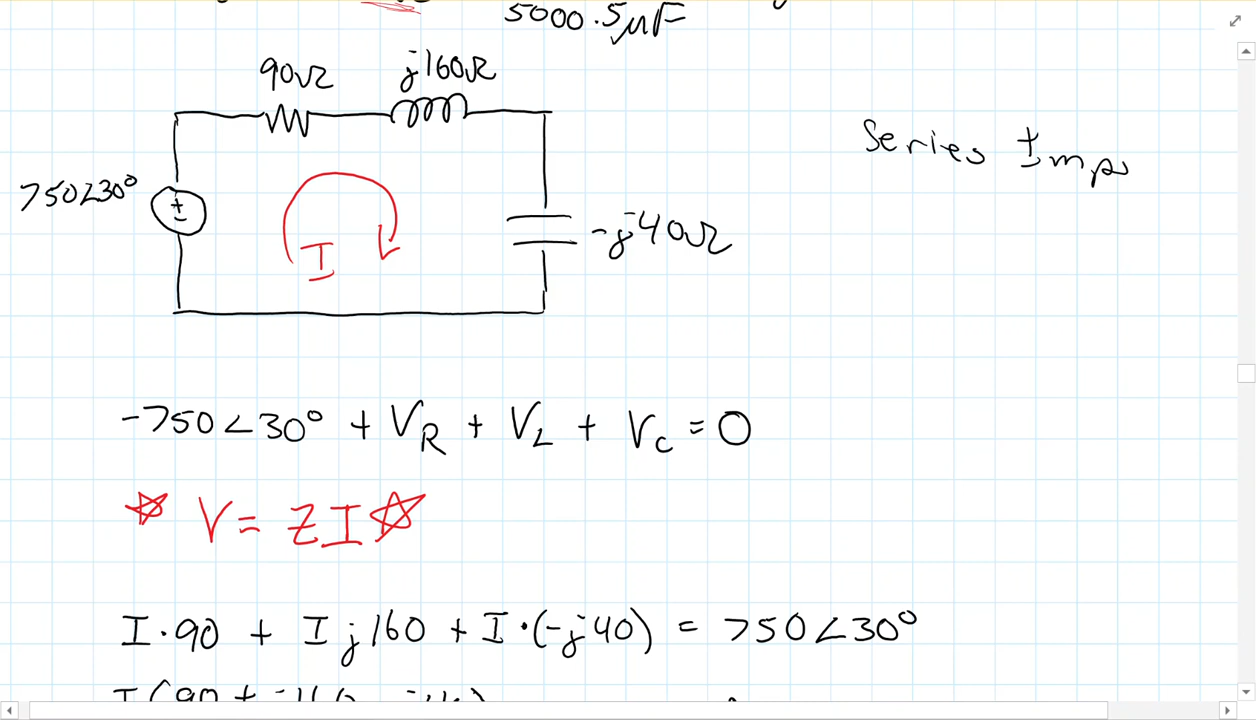 5000 · .5μF
90Ω
j160Ω
Series Imp
750∠30°
±
-j40Ω
I
-750∠30° + V_R + V_L + V_C = 0
☆ V = ZI ☆
I·90 + I j160 + I·(-j40) = 750∠30°